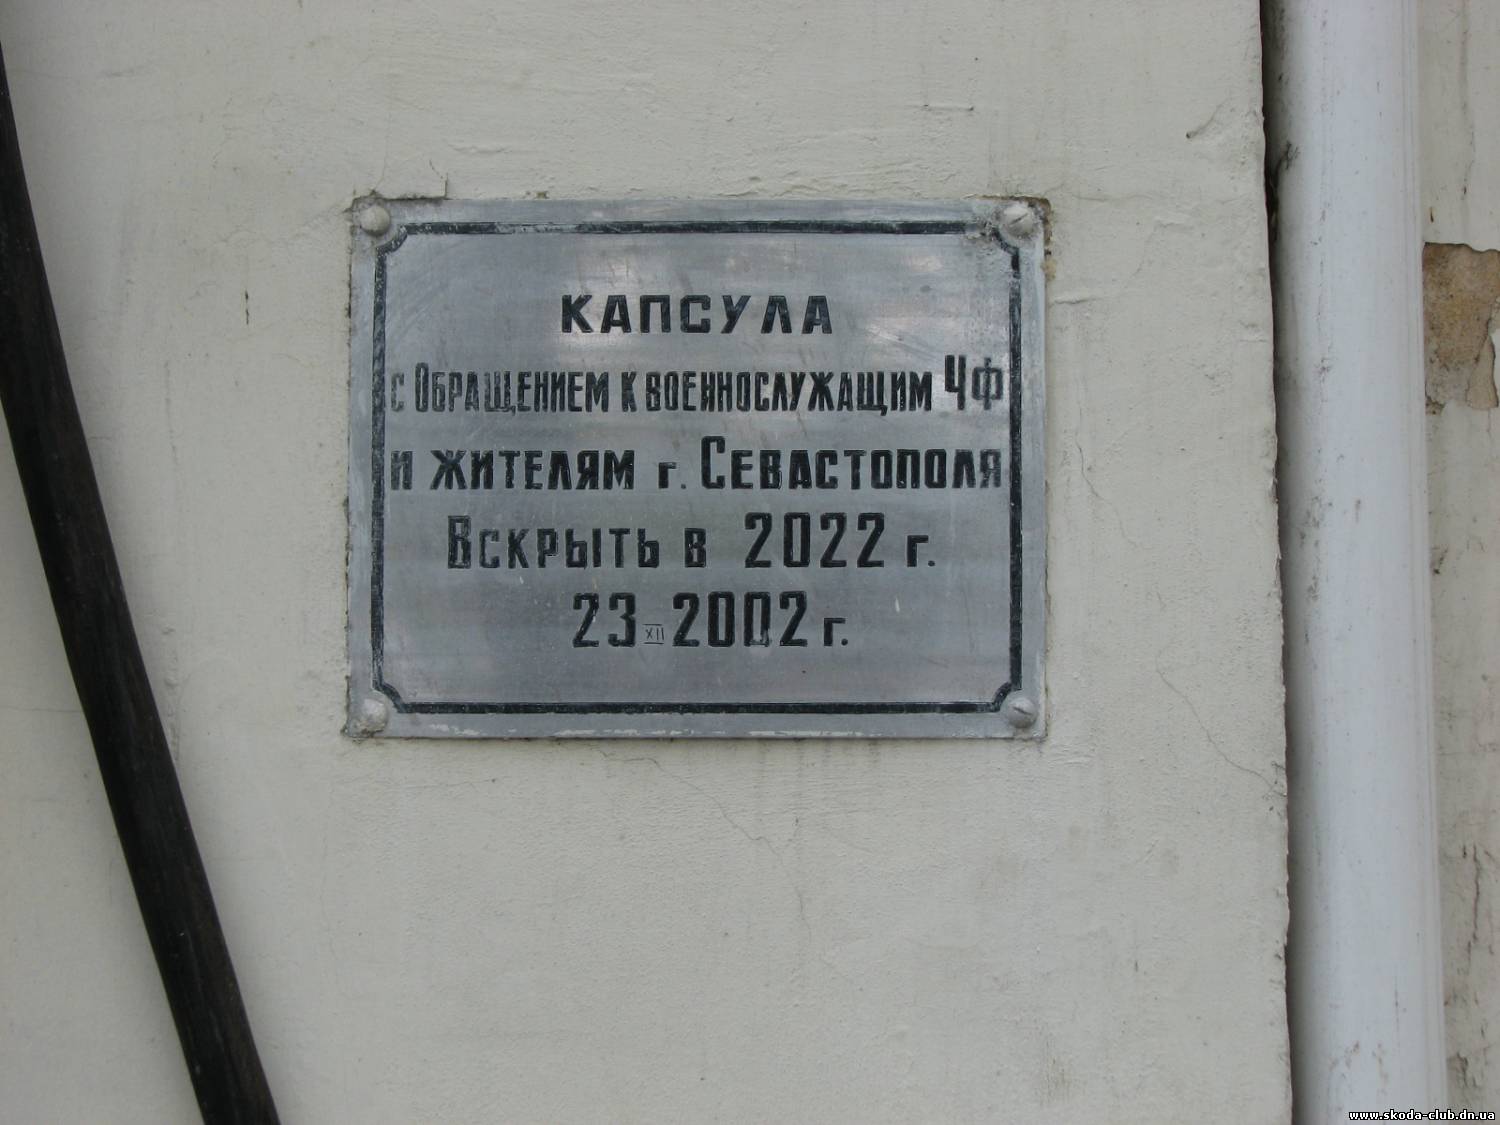 КАПСУЛА
с Обращением к военнослужащим ЧФ
и жителям г. Севастополя
Вскрыть в 2022 г.
23 XII 2002 г.
www.skoda-club.dn.ua